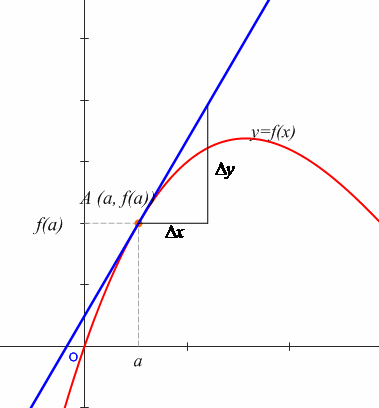 y=f(x)
Δy
A (a, f(a))
f(a)
Δx
O
a